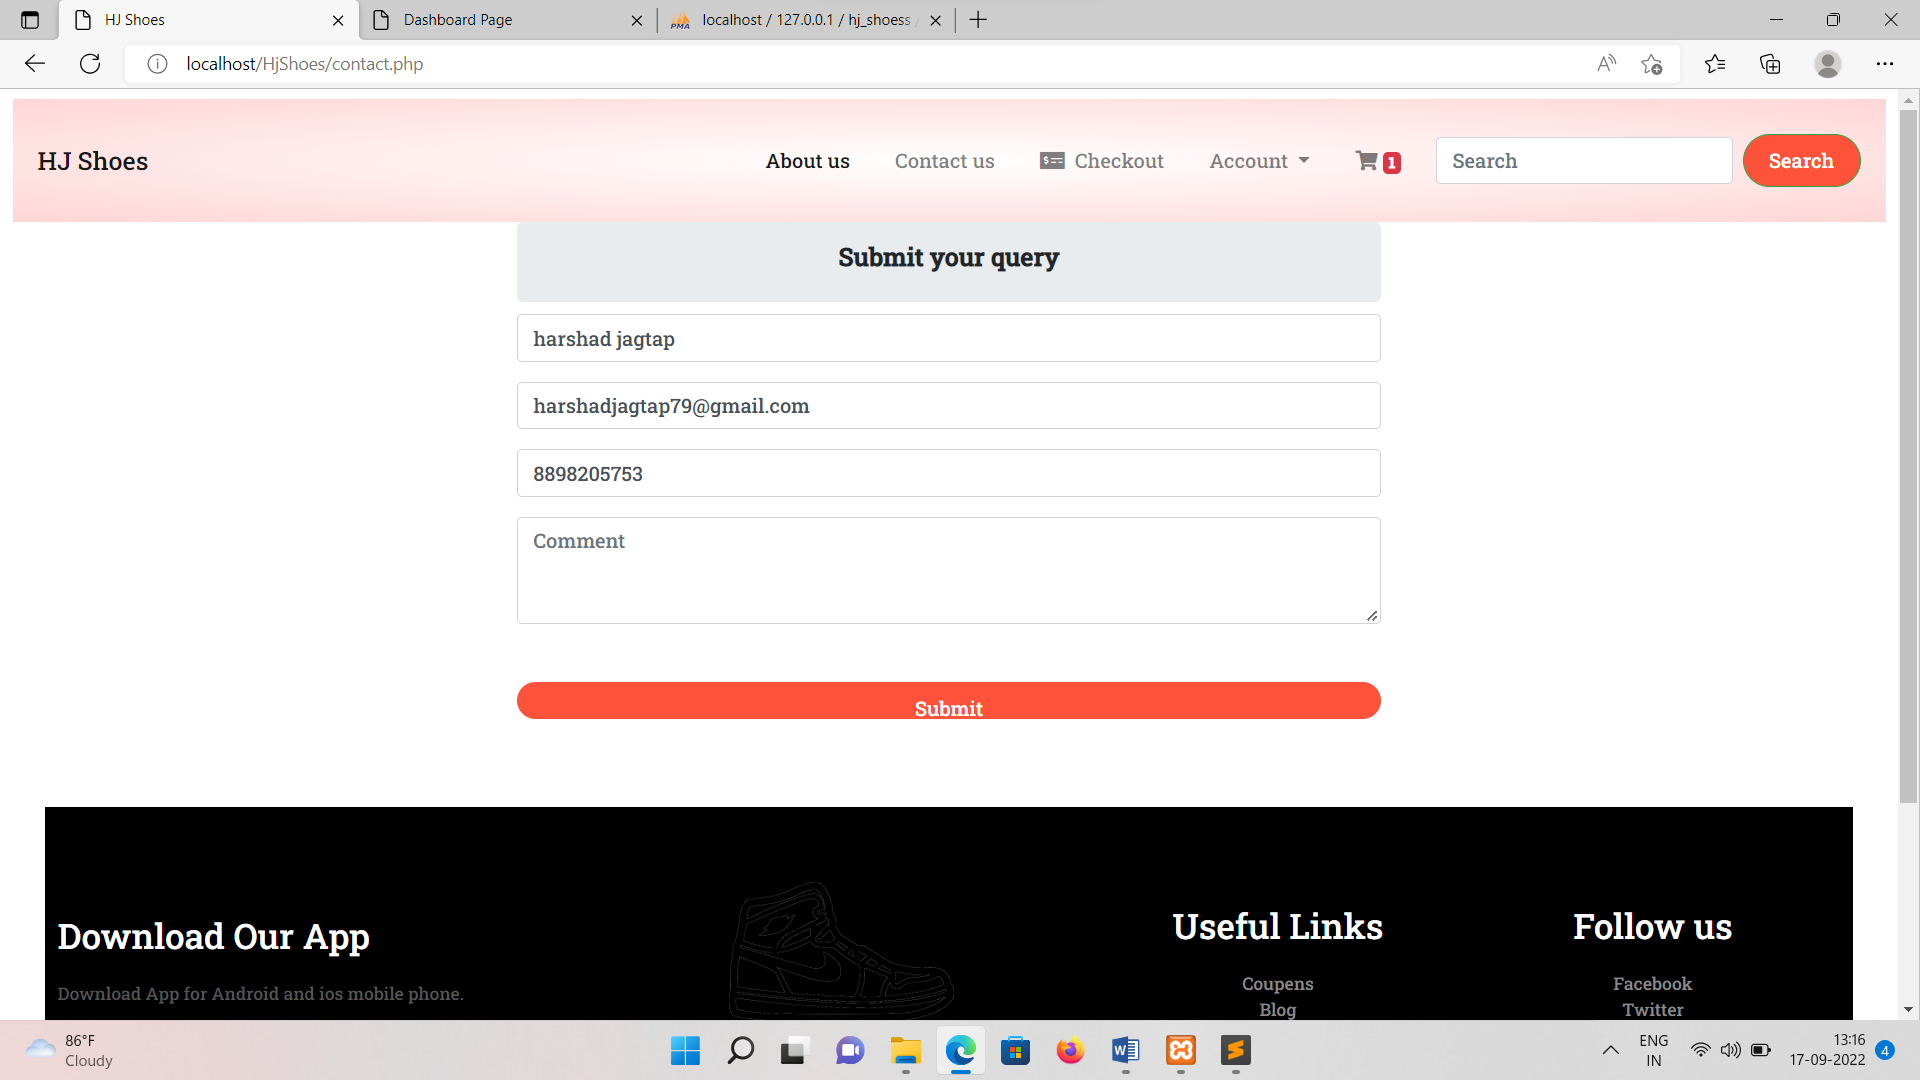 HJ Shoes
Dashboard Page
localhost / 127.0.0.1 / hj_shoess
localhost/HjShoes/contact.php
HJ Shoes
About us
Contact us
Checkout
Account
1
Search
Search
Submit your query
harshad jagtap
harshadjagtap79@gmail.com
8898205753
Comment
Submit
Download Our App
Download App for Android and ios mobile phone.
Useful Links
Coupens
Blog
Follow us
Facebook
Twitter
86°F
Cloudy
ENG
IN
13:16
17-09-2022
4